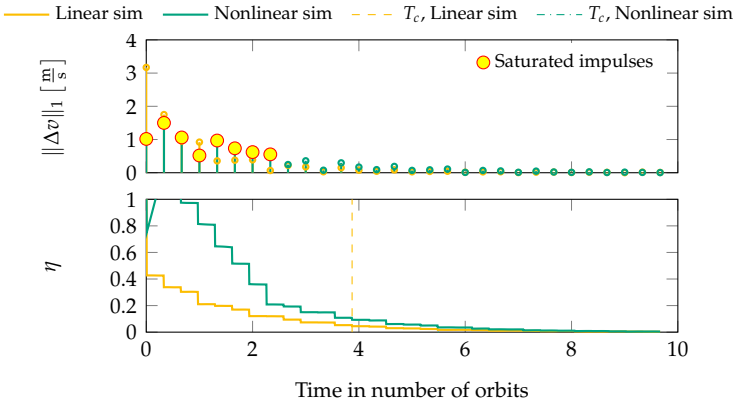 Linear sim Nonlinear sim T_c, Linear sim T_c, Nonlinear sim
‖Δv‖₁ [m/s]
4
3
2
1
0
Saturated impulses
η
1
0.8
0.6
0.4
0.2
0
0 2 4 6 8 10
Time in number of orbits